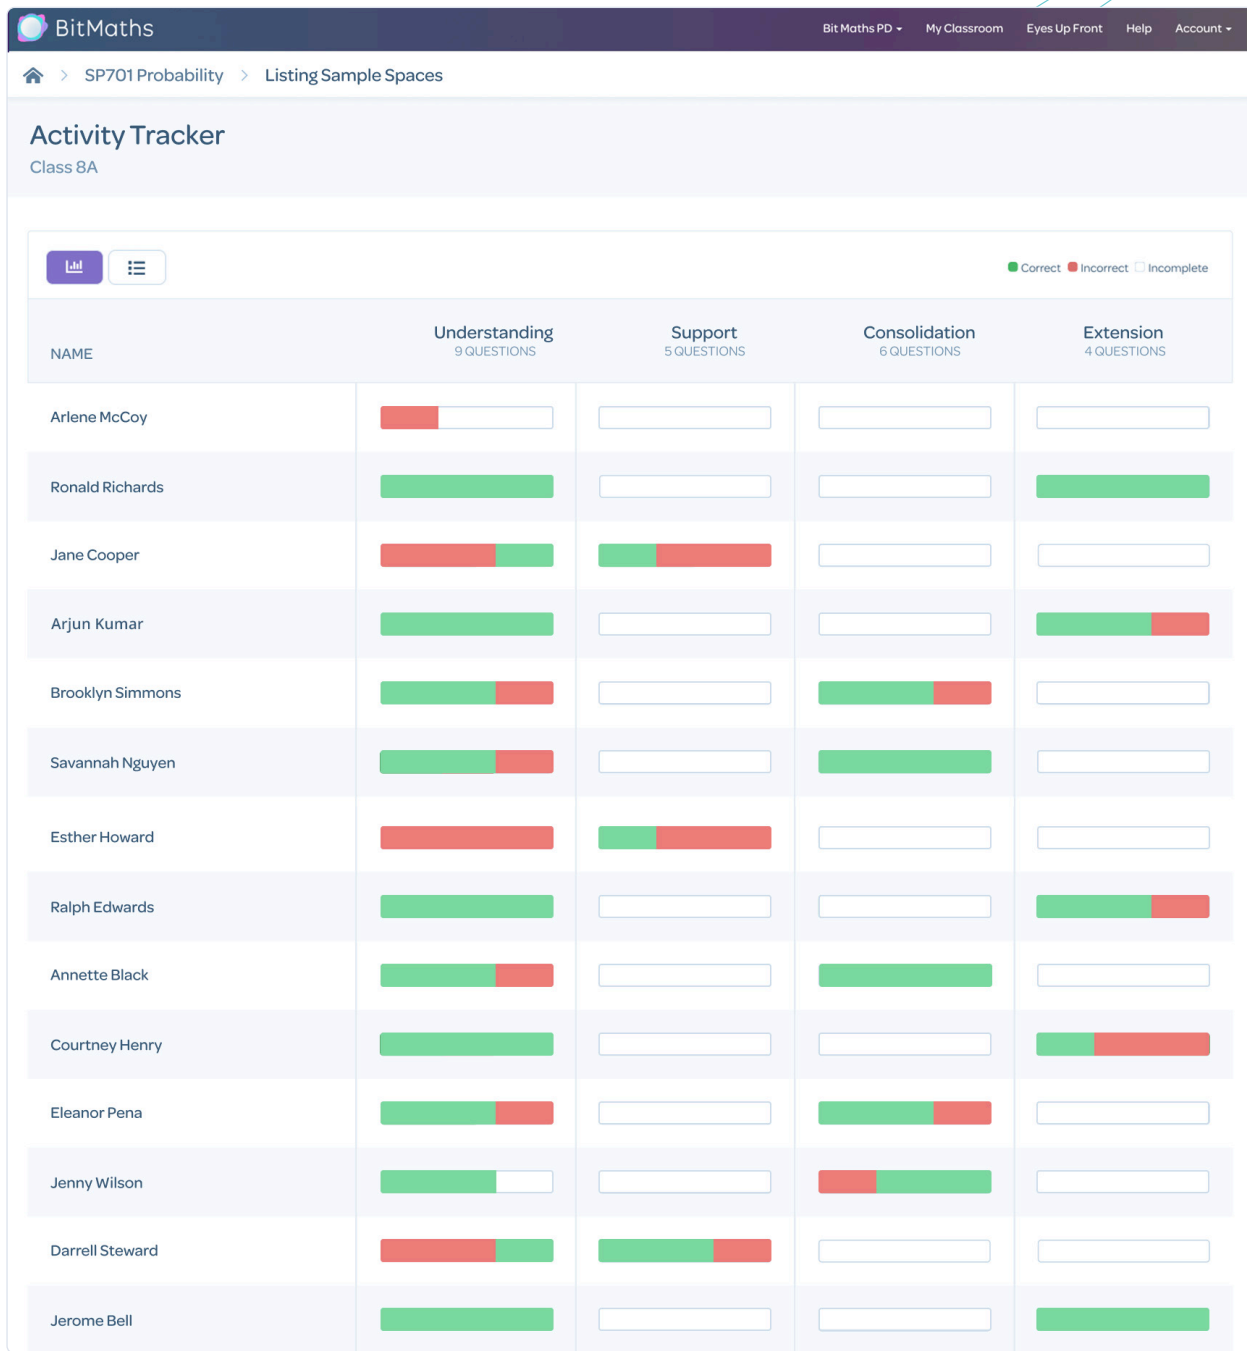 BitMaths
Bit Maths PD My Classroom Eyes Up Front Help Account
SP701 Probability > Listing Sample Spaces
Activity Tracker
Class 8A
Correct Incorrect Incomplete
NAME
Understanding
9 QUESTIONS
Support
5 QUESTIONS
Consolidation
6 QUESTIONS
Extension
4 QUESTIONS
Arlene McCoy
Ronald Richards
Jane Cooper
Arjun Kumar
Brooklyn Simmons
Savannah Nguyen
Esther Howard
Ralph Edwards
Annette Black
Courtney Henry
Eleanor Pena
Jenny Wilson
Darrell Steward
Jerome Bell